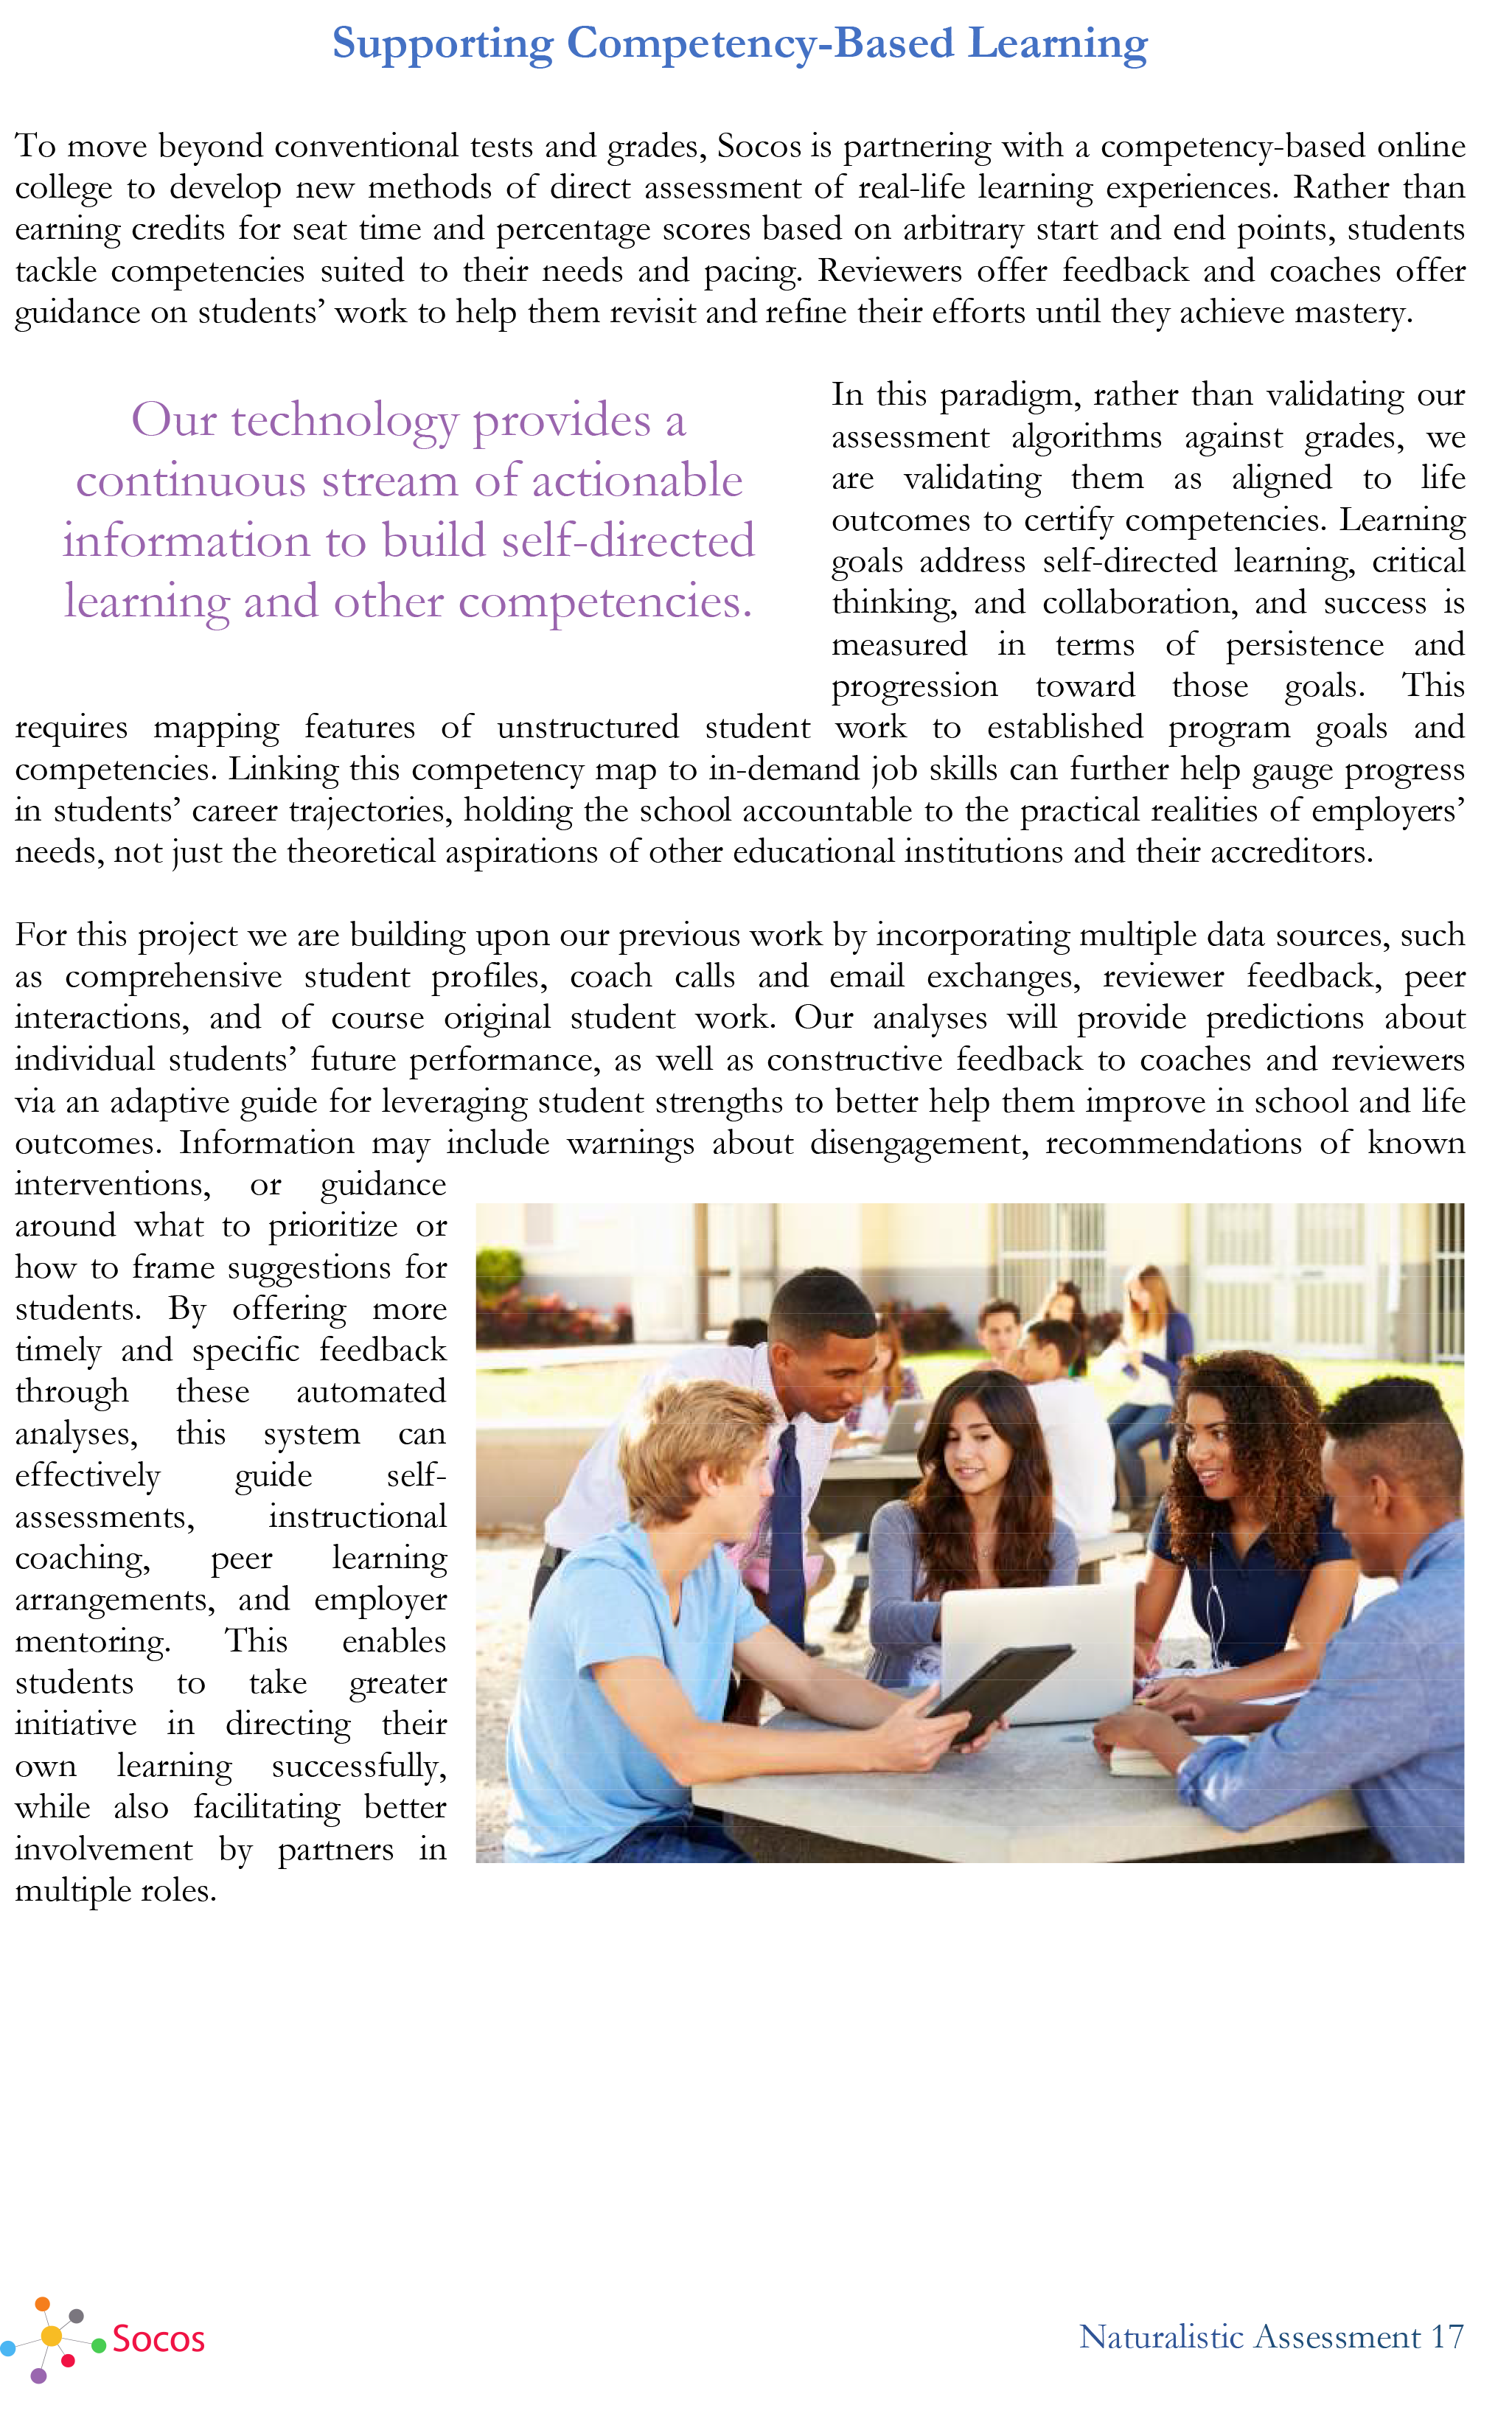 Supporting Competency-Based Learning
To move beyond conventional tests and grades, Socos is partnering with a competency-based online
college to develop new methods of direct assessment of real-life learning experiences. Rather than
earning credits for seat time and percentage scores based on arbitrary start and end points, students
tackle competencies suited to their needs and pacing. Reviewers offer feedback and coaches offer
guidance on students’ work to help them revisit and refine their efforts until they achieve mastery.
Our technology provides a
continuous stream of actionable
information to build self-directed
learning and other competencies.
In this paradigm, rather than validating our
assessment algorithms against grades, we
are validating them as aligned to life
outcomes to certify competencies. Learning
goals address self-directed learning, critical
thinking, and collaboration, and success is
measured in terms of persistence and
progression toward those goals. This
requires mapping features of unstructured student work to established program goals and
competencies. Linking this competency map to in-demand job skills can further help gauge progress
in students’ career trajectories, holding the school accountable to the practical realities of employers’
needs, not just the theoretical aspirations of other educational institutions and their accreditors.
For this project we are building upon our previous work by incorporating multiple data sources, such
as comprehensive student profiles, coach calls and email exchanges, reviewer feedback, peer
interactions, and of course original student work. Our analyses will provide predictions about
individual students’ future performance, as well as constructive feedback to coaches and reviewers
via an adaptive guide for leveraging student strengths to better help them improve in school and life
outcomes. Information may include warnings about disengagement, recommendations of known
interventions, or guidance
around what to prioritize or
how to frame suggestions for
students. By offering more
timely and specific feedback
through these automated
analyses, this system can
effectively guide self-
assessments, instructional
coaching, peer learning
arrangements, and employer
mentoring. This enables
students to take greater
initiative in directing their
own learning successfully,
while also facilitating better
involvement by partners in
multiple roles.
Socos
Naturalistic Assessment 17